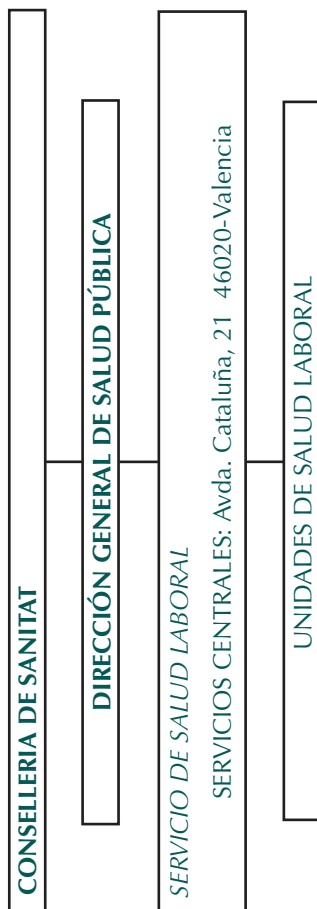 CONSELLERIA DE SANITAT
DIRECCIÓN GENERAL DE SALUD PÚBLICA
SERVICIO DE SALUD LABORAL
SERVICIOS CENTRALES: Avda. Cataluña, 21 46020-Valencia
UNIDADES DE SALUD LABORAL